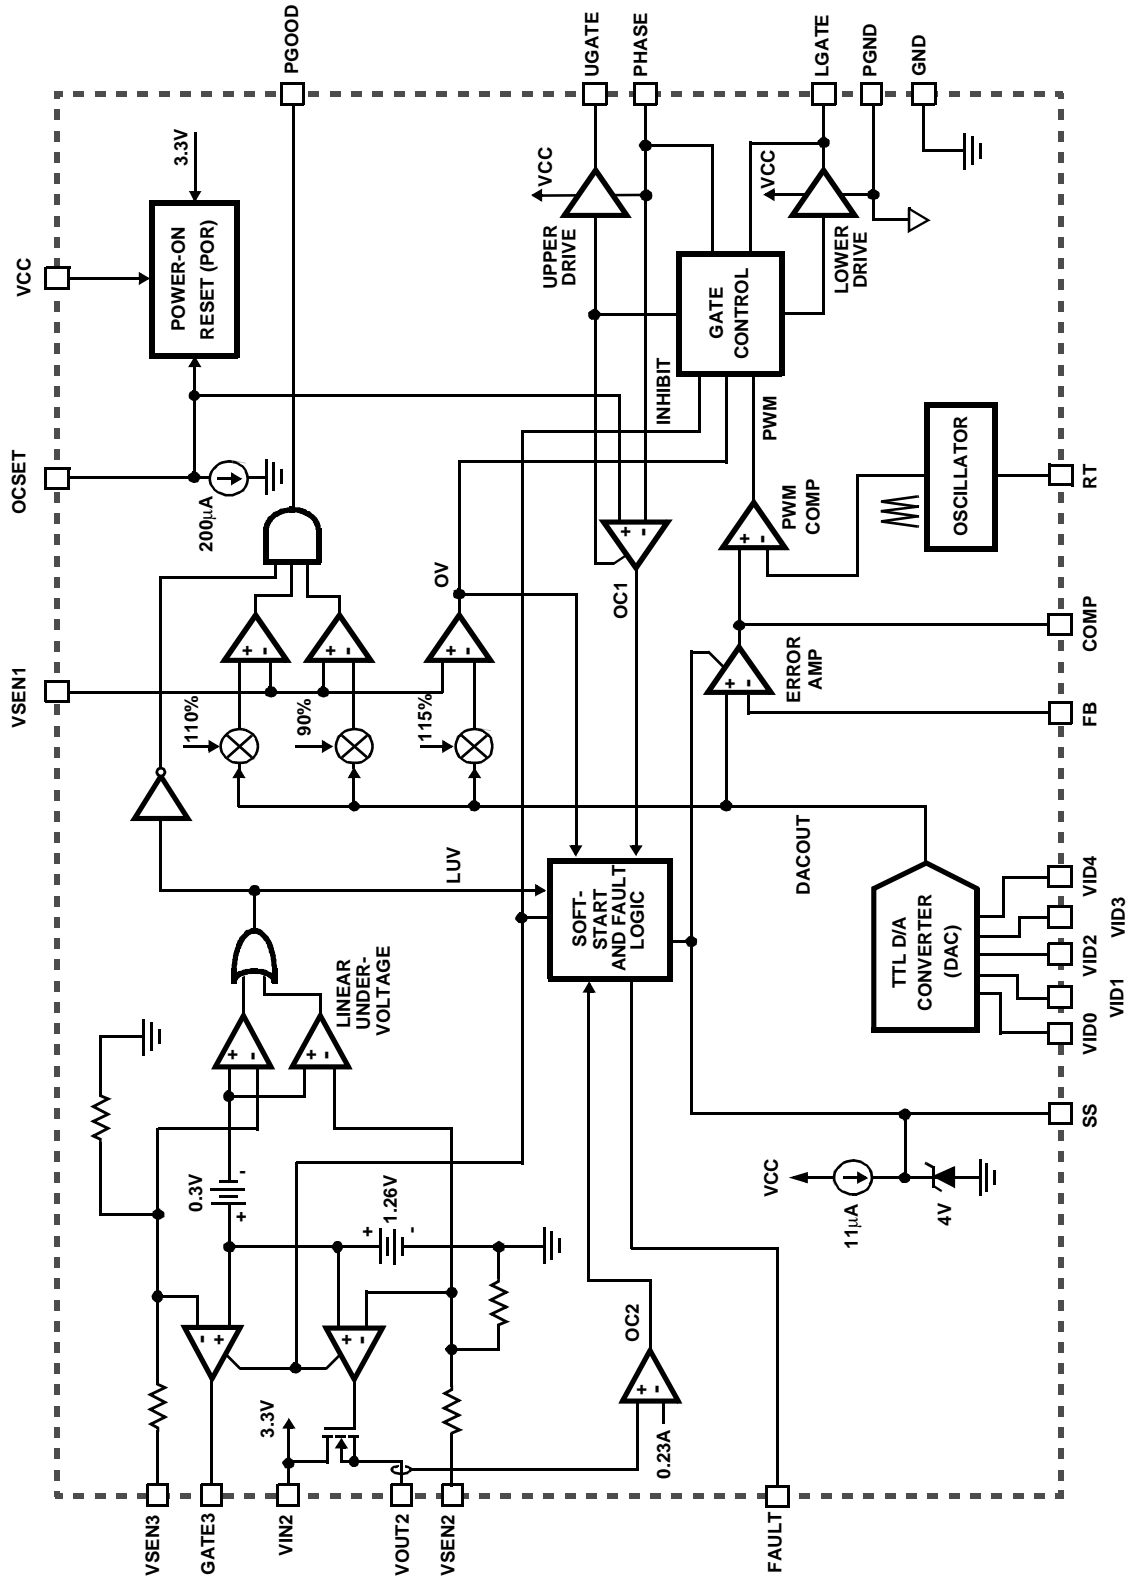 VSEN3
GATE3
VIN2
VOUT2
VSEN2
FAULT
3.3V
0.23A
+
-
OC2
-
+
+
-
+
1.26V
-
0.3V
+
-
+
-
+
-
LINEAR
UNDER-
VOLTAGE
LUV
VCC
11µA
4V
SS
VID0
VID1
VID2
VID3
VID4
TTL D/A
CONVERTER
(DAC)
DACOUT
SOFT-
START
AND FAULT
LOGIC
VSEN1
110%
90%
115%
+
-
+
-
+
-
OV
OC1
+
-
ERROR
AMP
+
-
FB
COMP
PWM
COMP
+
-
OSCILLATOR
RT
OCSET
200µA
VCC
POWER-ON
RESET (POR)
3.3V
INHIBIT
PWM
GATE
CONTROL
UPPER
DRIVE
VCC
LOWER
DRIVE
VCC
PGOOD
UGATE
PHASE
LGATE
PGND
GND